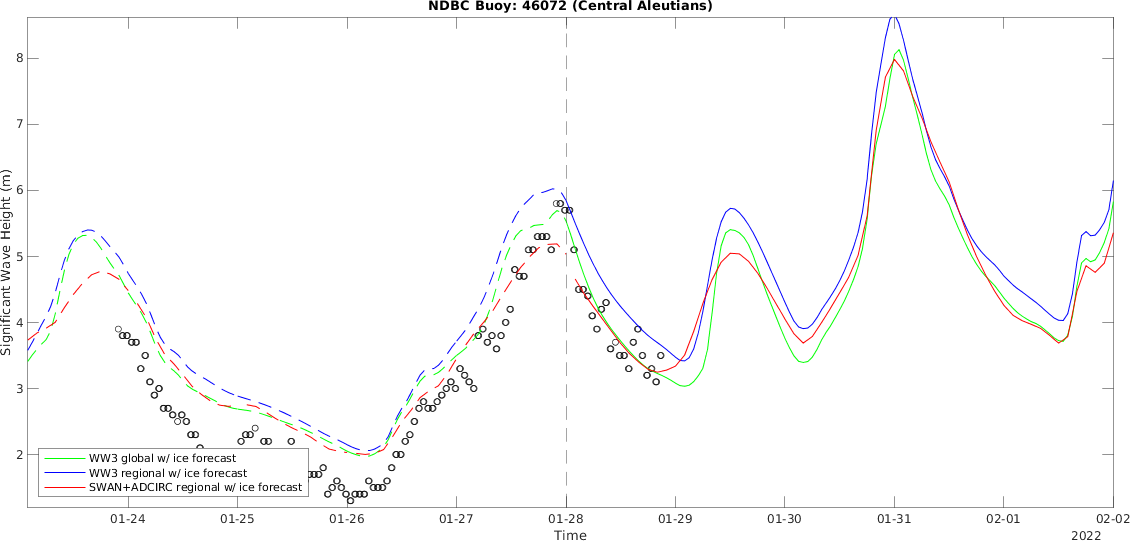 NDBC Buoy: 46072 (Central Aleutians)
Significant Wave Height (m)
8
7
6
5
4
3
2
WW3 global w/ ice forecast
WW3 regional w/ ice forecast
SWAN+ADCIRC regional w/ ice forecast
01-24 01-25 01-26 01-27 01-28 01-29 01-30 01-31 02-01 02-02
Time
2022